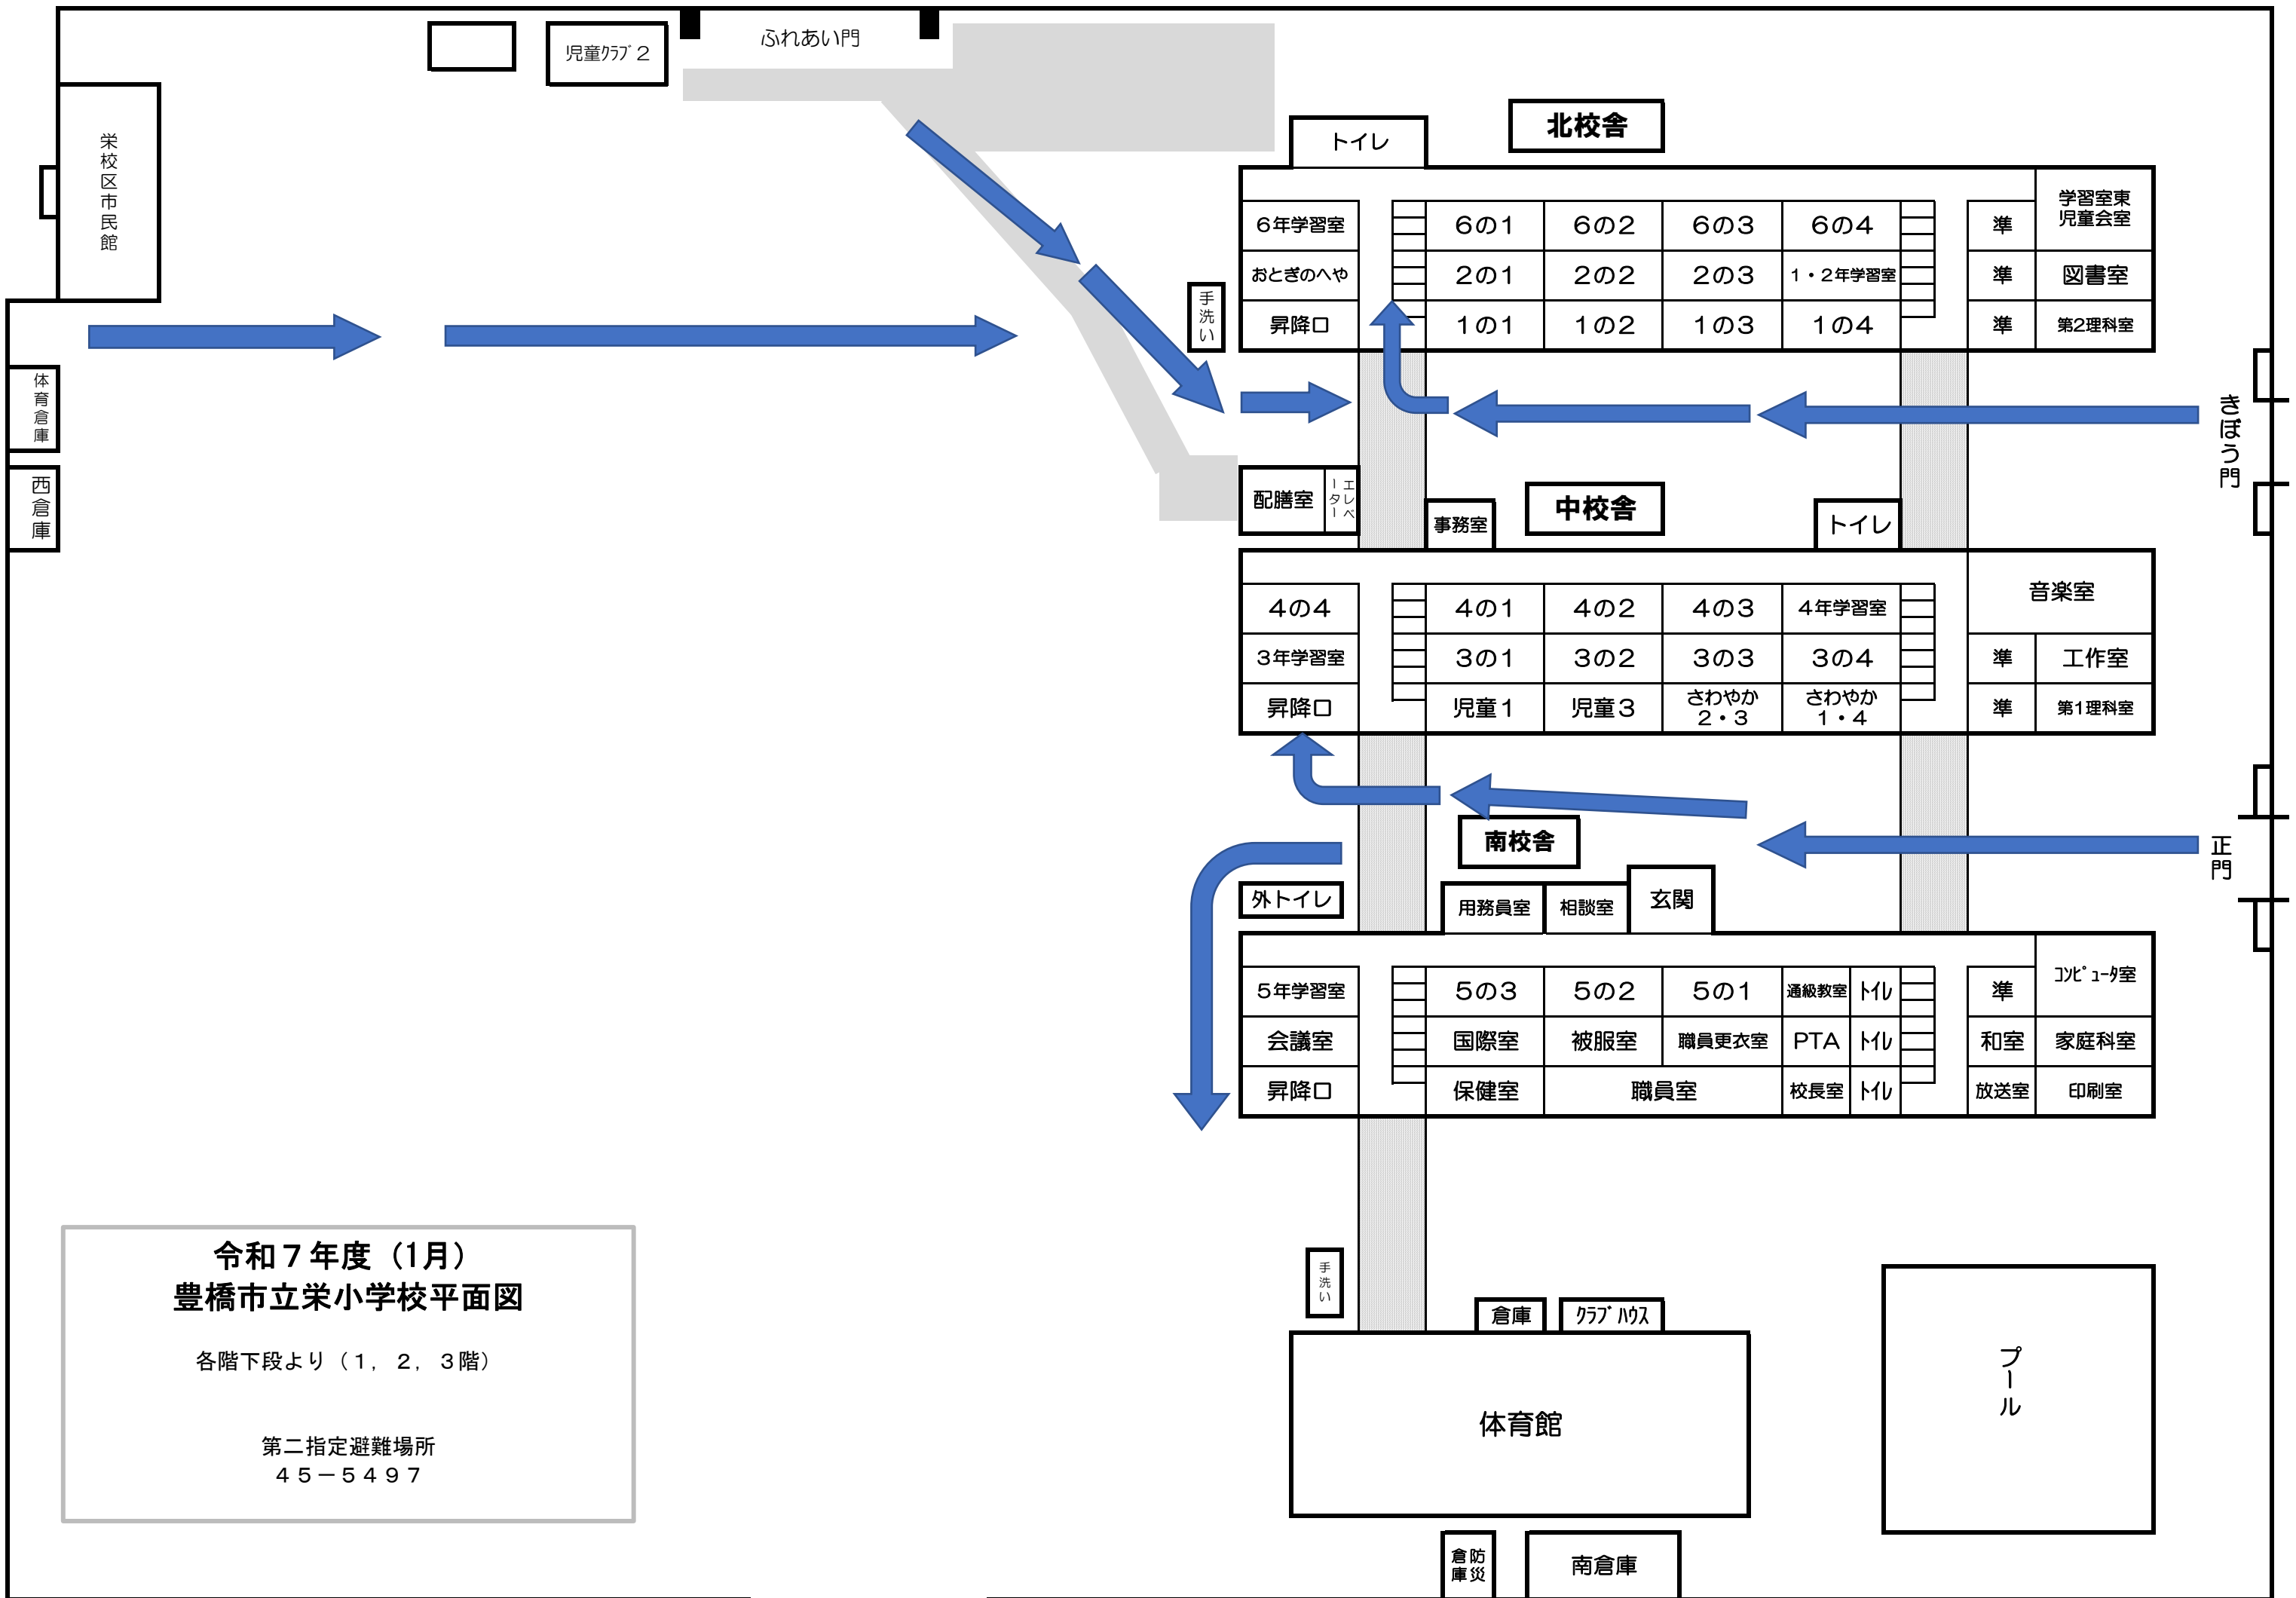 児童ｸﾗﾌﾞ２
ふれあい門
栄校区市民館
トイレ
北校舎
学習室東
児童会室
６年学習室
６の１
６の２
６の３
６の４
準
おとぎのへや
２の１
２の２
２の３
１・２年学習室
準
図書室
手洗い
昇降口
１の１
１の２
１の３
１の４
準
第2理科室
体育倉庫
きぼう門
西倉庫
配膳室
エレベーター
事務室
中校舎
トイレ
音楽室
４の４
４の１
４の２
４の３
４年学習室
３年学習室
３の１
３の２
３の３
３の４
準
工作室
昇降口
児童１
児童３
さわやか
２・３
さわやか
１・４
準
第1理科室
南校舎
正門
外トイレ
用務員室
相談室
玄関
５年学習室
５の３
５の２
５の１
通級教室
ﾄｲﾚ
準
ｺﾝﾋﾟｭｰﾀ室
会議室
国際室
被服室
職員更衣室
PTA
ﾄｲﾚ
和室
家庭科室
昇降口
保健室
職員室
校長室
ﾄｲﾚ
放送室
印刷室
令和７年度（1月）
豊橋市立栄小学校平面図
各階下段より（１，２，３階）
第二指定避難場所
４５－５４９７
手洗い
倉庫
ｸﾗﾌﾞﾊｳｽ
体育館
プール
防災倉庫
南倉庫